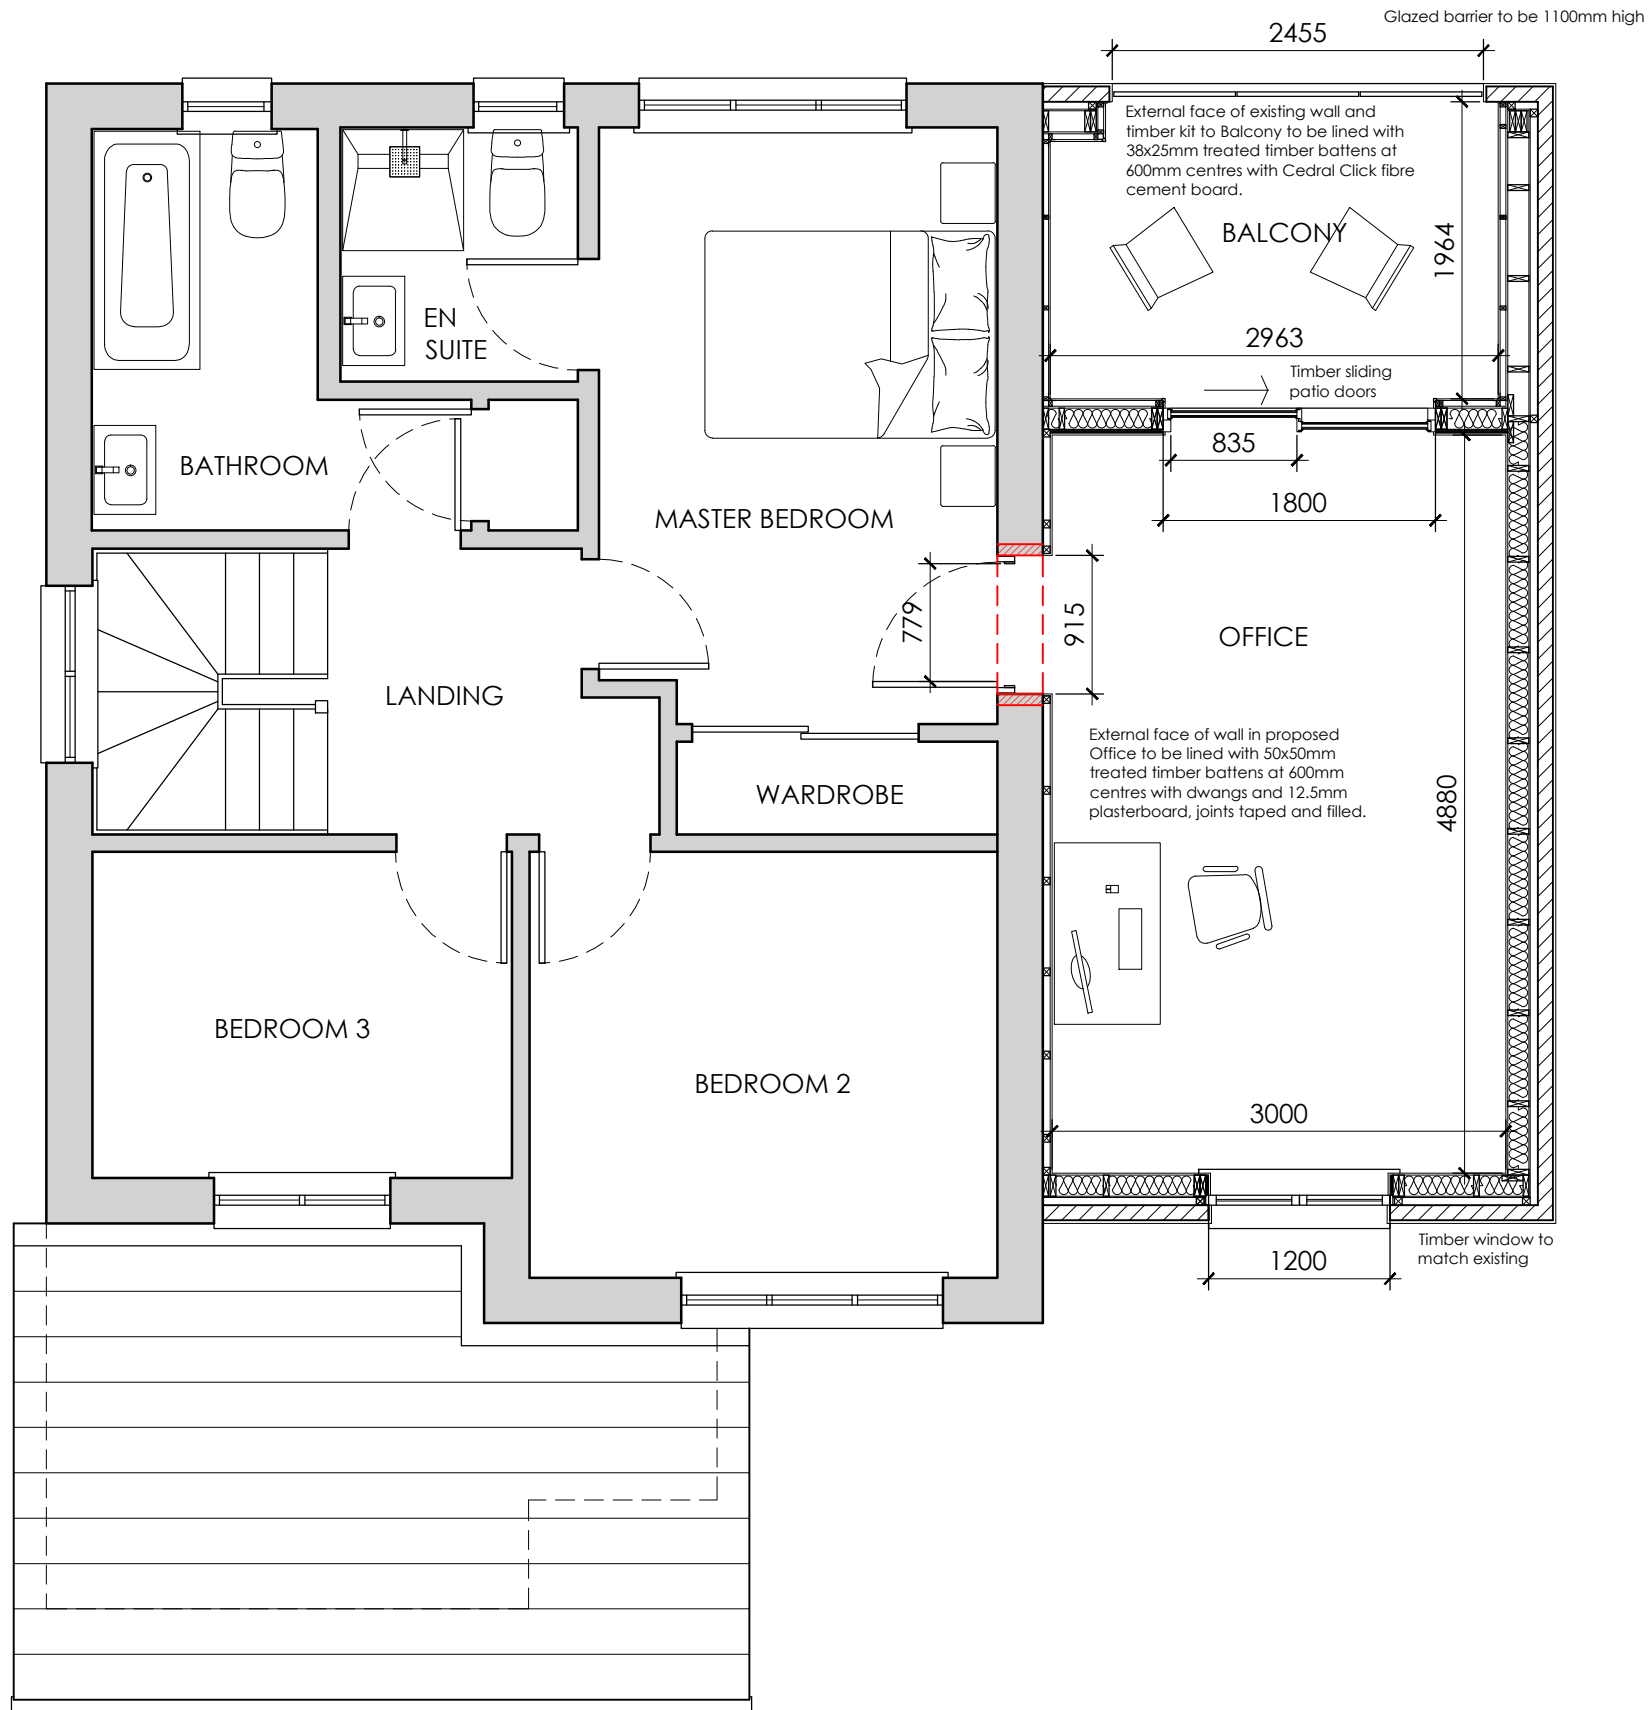 Glazed barrier to be 1100mm high
2455
External face of existing wall and
timber kit to Balcony to be lined with
38x25mm treated timber battens at
600mm centres with Cedral Click fibre
cement board.
BALCONY
1964
2963
Timber sliding
patio doors
835
1800
EN
SUITE
BATHROOM
MASTER BEDROOM
779
915
OFFICE
LANDING
External face of wall in proposed
Office to be lined with 50x50mm
treated timber battens at 600mm
centres with dwangs and 12.5mm
plasterboard, joints taped and filled.
WARDROBE
4880
BEDROOM 3
BEDROOM 2
3000
Timber window to
match existing
1200